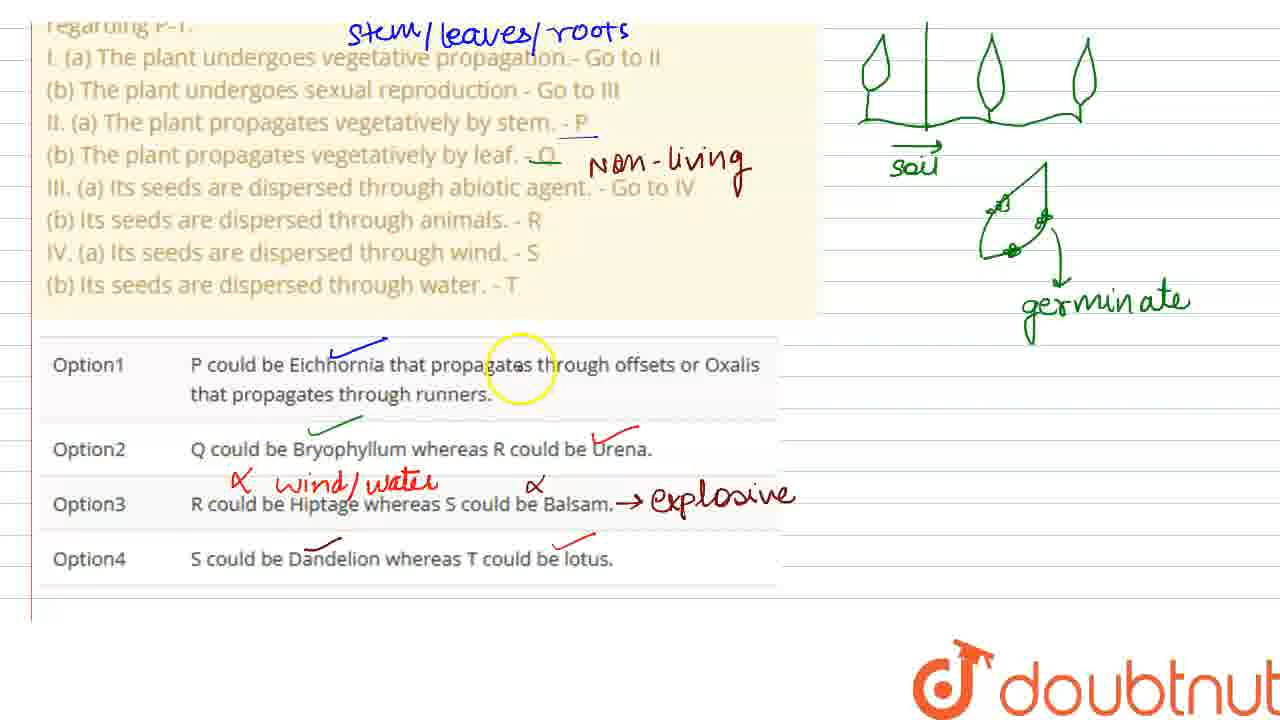 regarding P-T.
stem/leaves/roots
I. (a) The plant undergoes vegetative propagation.- Go to II
(b) The plant undergoes sexual reproduction - Go to III
II. (a) The plant propagates vegetatively by stem. - P
(b) The plant propagates vegetatively by leaf. - Q
Non-living
III. (a) Its seeds are dispersed through abiotic agent. - Go to IV
(b) Its seeds are dispersed through animals. - R
IV. (a) Its seeds are dispersed through wind. - S
(b) Its seeds are dispersed through water. - T
soil
germinate
Option1 P could be Eichhornia that propagates through offsets or Oxalis
that propagates through runners.
Option2 Q could be Bryophyllum whereas R could be Urena.
wind/water
Option3 R could be Hiptage whereas S could be Balsam. → explosive
Option4 S could be Dandelion whereas T could be lotus.
doubtnut